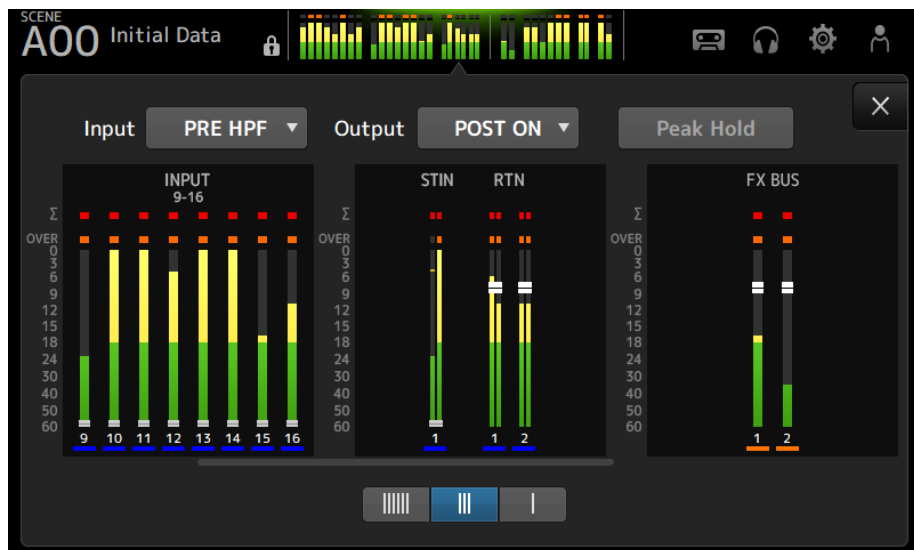 SCENE
A00 Initial Data
Input PRE HPF Output POST ON Peak Hold
INPUT
9-16
Σ
OVER
0
3
6
9
12
15
18
24
30
40
50
60
9 10 11 12 13 14 15 16
STIN RTN
Σ
OVER
0
3
6
9
12
15
18
24
30
40
50
60
1 1 2
FX BUS
Σ
OVER
0
3
6
9
12
15
18
24
30
40
50
60
1 2